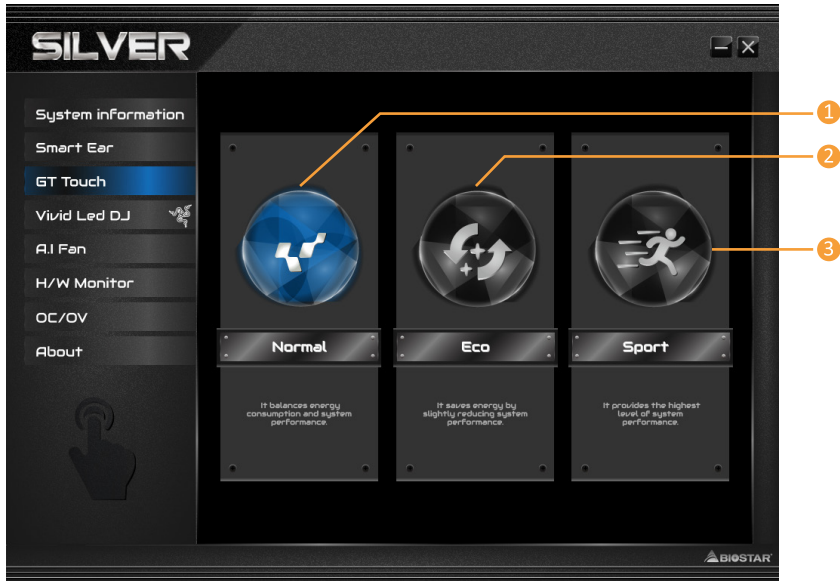 SILVER
System information
Smart Ear
GT Touch
Vivid Led DJ
A.I Fan
H/W Monitor
OC/OV
About
1
2
3
Normal
It balances energy
consumption and system
performance.
Eco
It saves energy by
slightly reducing system
performance.
Sport
It provides the highest
level of system
performance.
BIOSTAR